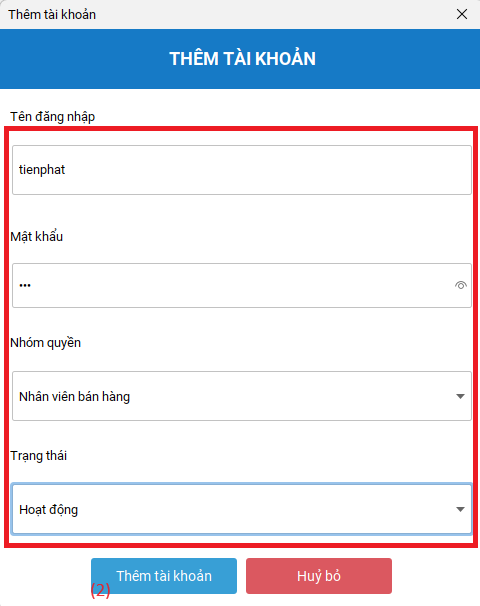 Thêm tài khoản
THÊM TÀI KHOẢN
Tên đăng nhập
tienphat
Mật khẩu
•••
Nhóm quyền
Nhân viên bán hàng
Trạng thái
Hoạt động
Thêm tài khoản Huỷ bỏ
(2)